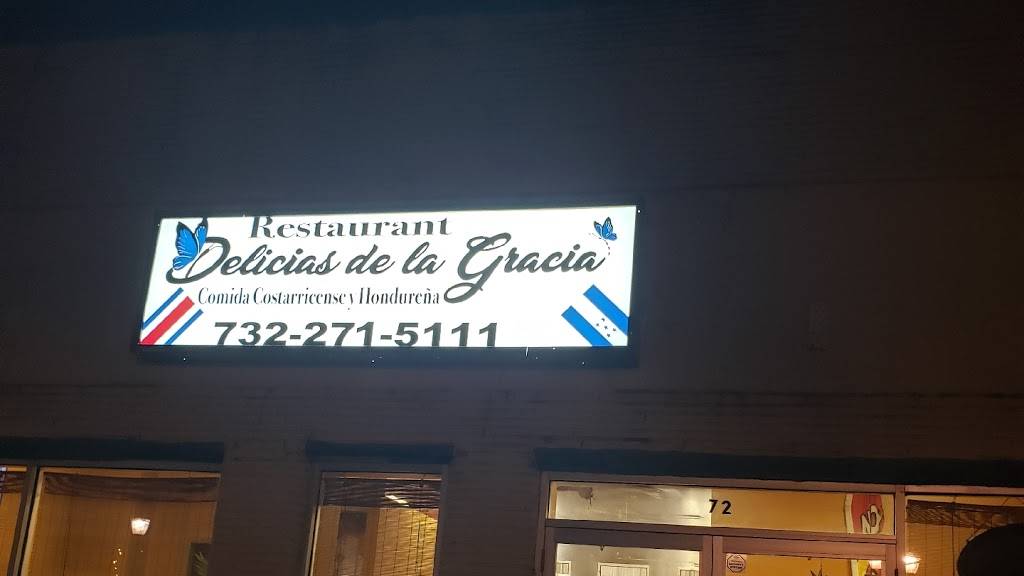 Restaurant
Delicias de la Gracia
Comida Costarricense y Hondureña
732-271-5111
72